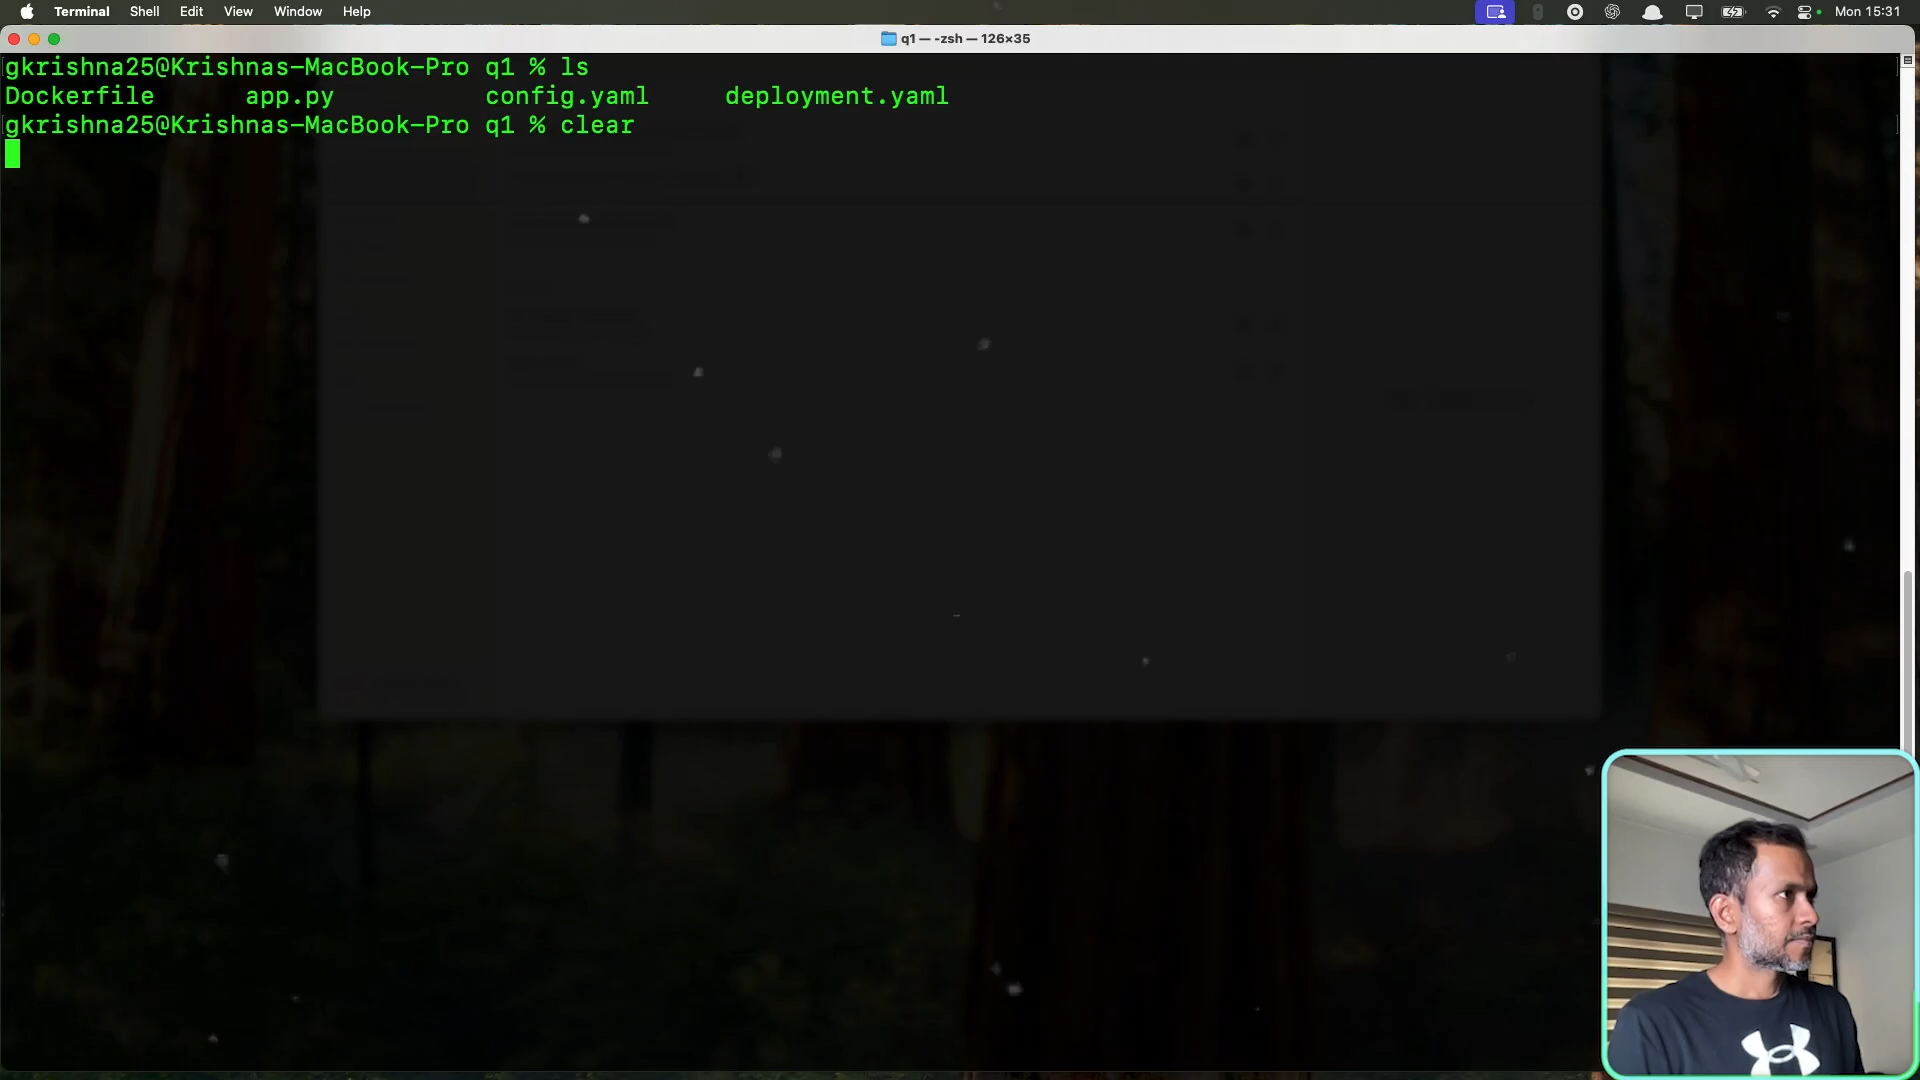 Terminal Shell Edit View Window Help Mon 15:31
q1 — -zsh — 126×35
gkrishna25@Krishnas-MacBook-Pro q1 % ls
Dockerfile app.py config.yaml deployment.yaml
gkrishna25@Krishnas-MacBook-Pro q1 % clear